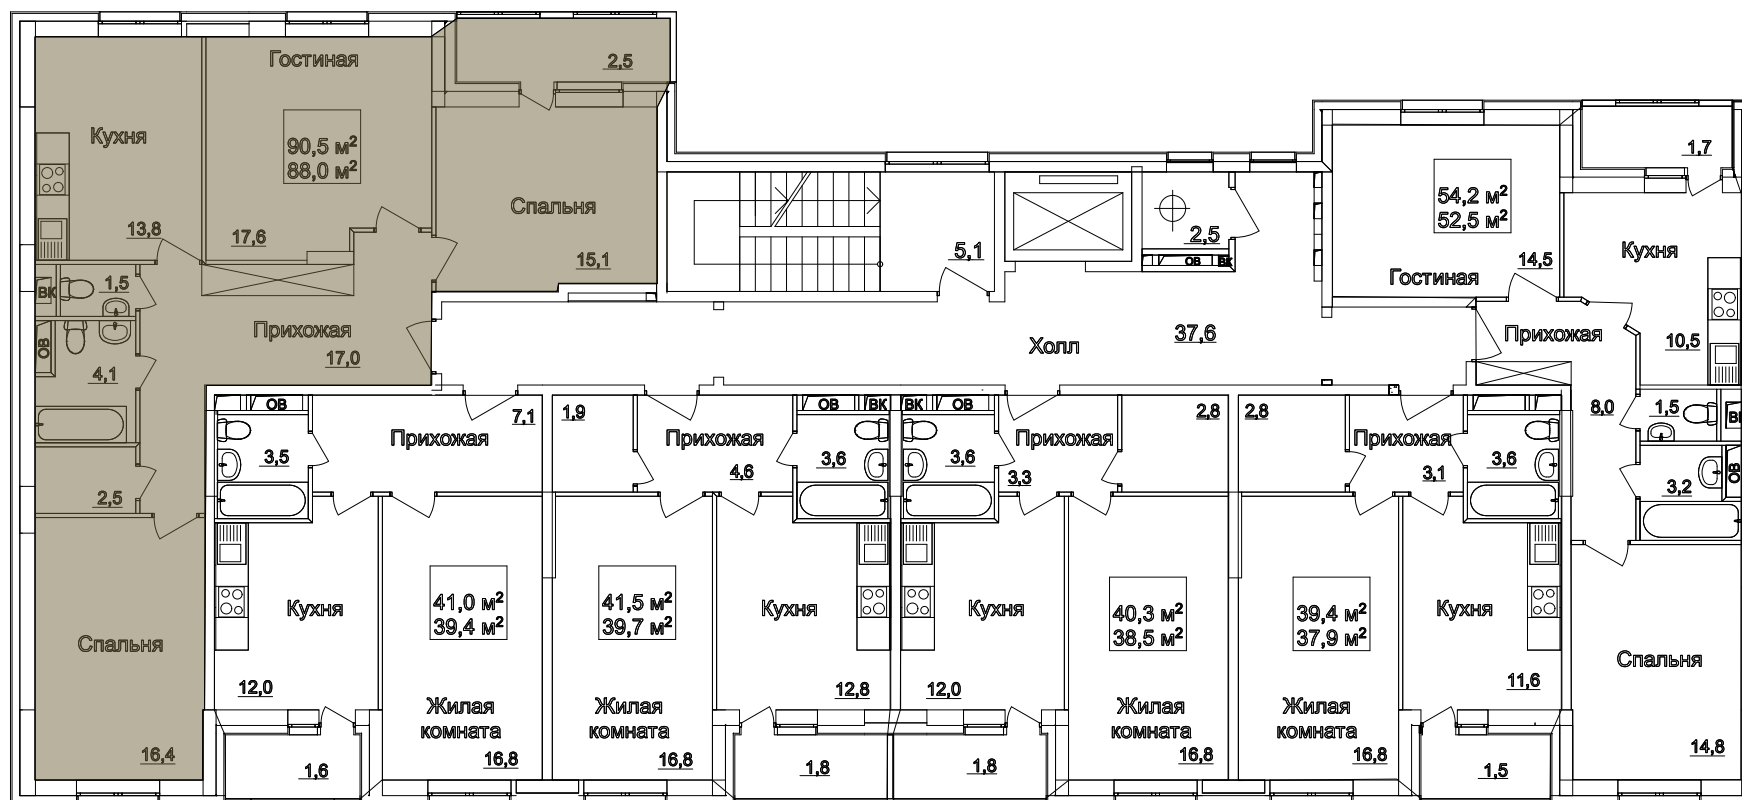 Гостиная
2,5
Кухня
90,5 м²
88,0 м²
13,8
17,6
Спальня
15,1
1,5
ВК
ОВ
4,1
Прихожая
17,0
2,5
Спальня
16,4
5,1
2,5
ОВ
ВК
Холл
37,6
1,7
54,2 м²
52,5 м²
14,5
Гостиная
Кухня
10,5
Прихожая
8,0
1,5
ВК
3,2
ОВ
Спальня
14,8
ОВ
3,5
Прихожая
7,1
Кухня
12,0
41,0 м²
39,4 м²
Жилая
комната
16,8
1,6
1,9
Прихожая
4,6
ОВ
ВК
3,6
41,5 м²
39,7 м²
Жилая
комната
16,8
Кухня
12,8
1,8
ВК
ОВ
3,6
Прихожая
3,3
2,8
Кухня
12,0
40,3 м²
38,5 м²
Жилая
комната
16,8
1,8
2,8
Прихожая
3,1
3,6
39,4 м²
37,9 м²
Жилая
комната
16,8
Кухня
11,6
1,5